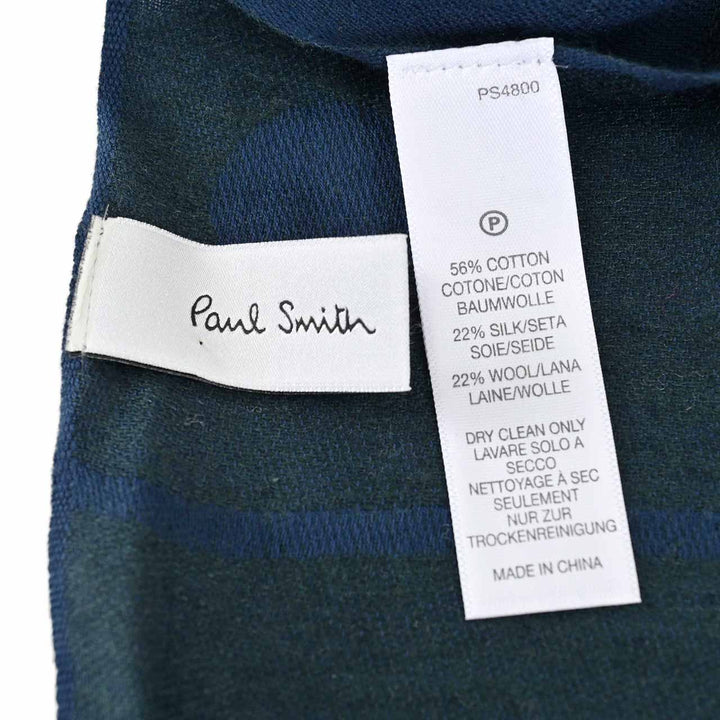 Paul Smith
PS4800
P
56% COTTON
COTONE/COTON
BAUMWOLLE
22% SILK/SETA
SOIE/SEIDE
22% WOOL/LANA
LAINE/WOLLE
DRY CLEAN ONLY
LAVARE SOLO A
SECCO
NETTOYAGE À SEC
SEULEMENT
NUR ZUR
TROCKENREINIGUNG
MADE IN CHINA